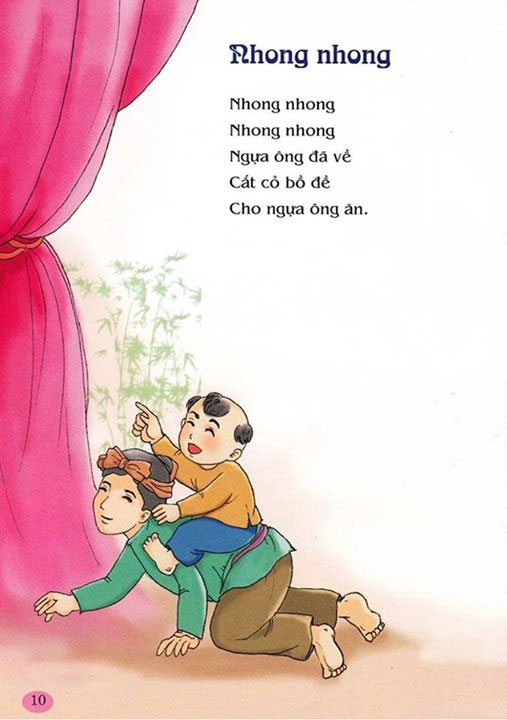 Nhong nhong
Nhong nhong
Nhong nhong
Ngựa ông đã về
Cắt cỏ bồ đề
Cho ngựa ông ăn.
10